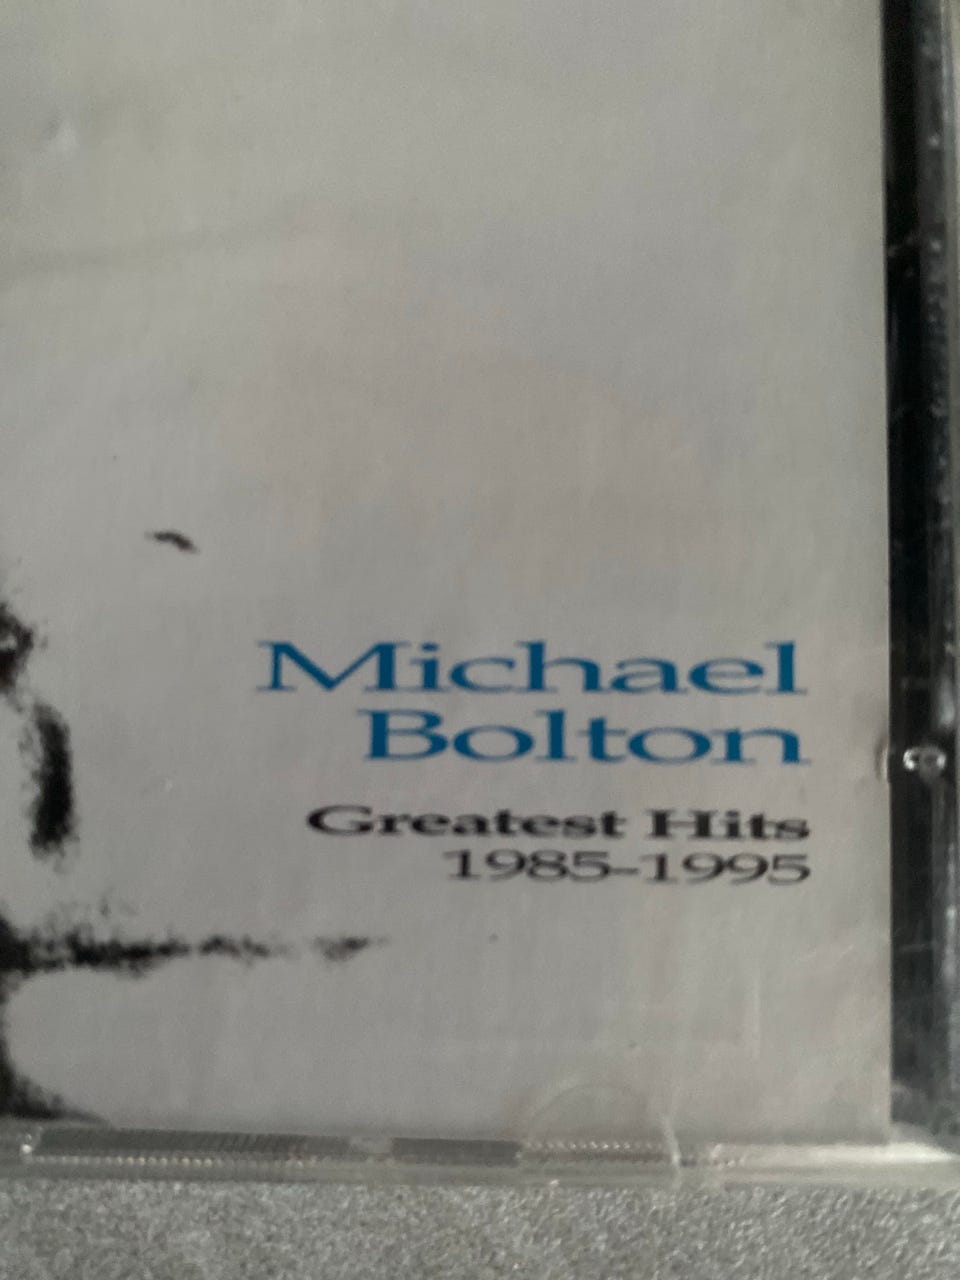 Michael
Bolton
Greatest Hits
1985–1995